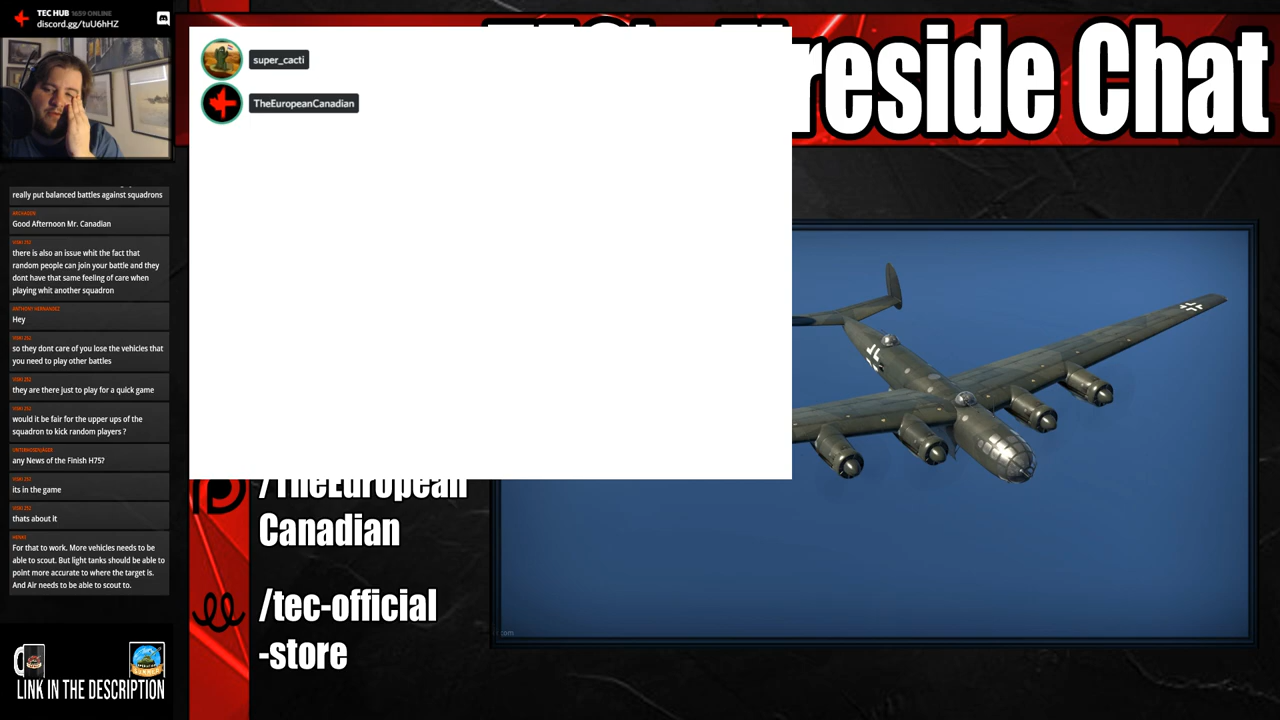 TEC HUB 1659 ONLINE
discord.gg/tuU6hHZ
super_cacti
TheEuropeanCanadian
reside Chat
really put balanced battles against squadrons
Good Afternoon Mr. Canadian
VISKI 252
there is also an issue whit the fact that
random people can join your battle and they
dont have that same feeling of care when
playing whit another squadron
ANTHONY HERNANDEZ
Hey
so they dont care of you lose the vehicles that
you need to play other battles
they are there just to play for a quick game
would it be fair for the upper ups of the
squadron to kick random players ?
any News of the Finish H75?
its in the game
thats about it
For that to work. More vehicles needs to be
able to scout. But light tanks should be able to
point more accurate to where the target is.
And Air needs to be able to scout to.
LINK IN THE DESCRIPTION
/TheEuropean
Canadian
/tec-official
-store